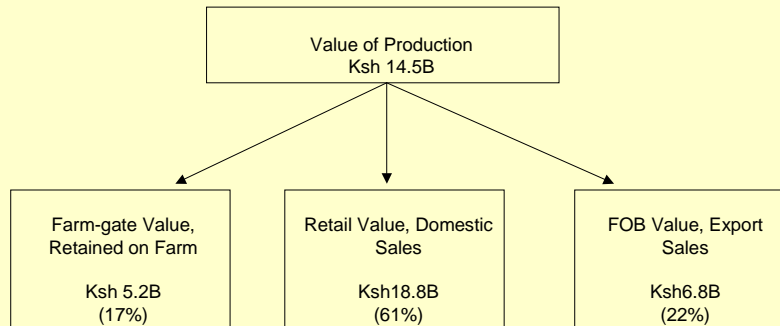 Value of Production
Ksh 14.5B
Farm-gate Value,
Retained on Farm
Ksh 5.2B
(17%)
Retail Value, Domestic
Sales
Ksh18.8B
(61%)
FOB Value, Export
Sales
Ksh6.8B
(22%)